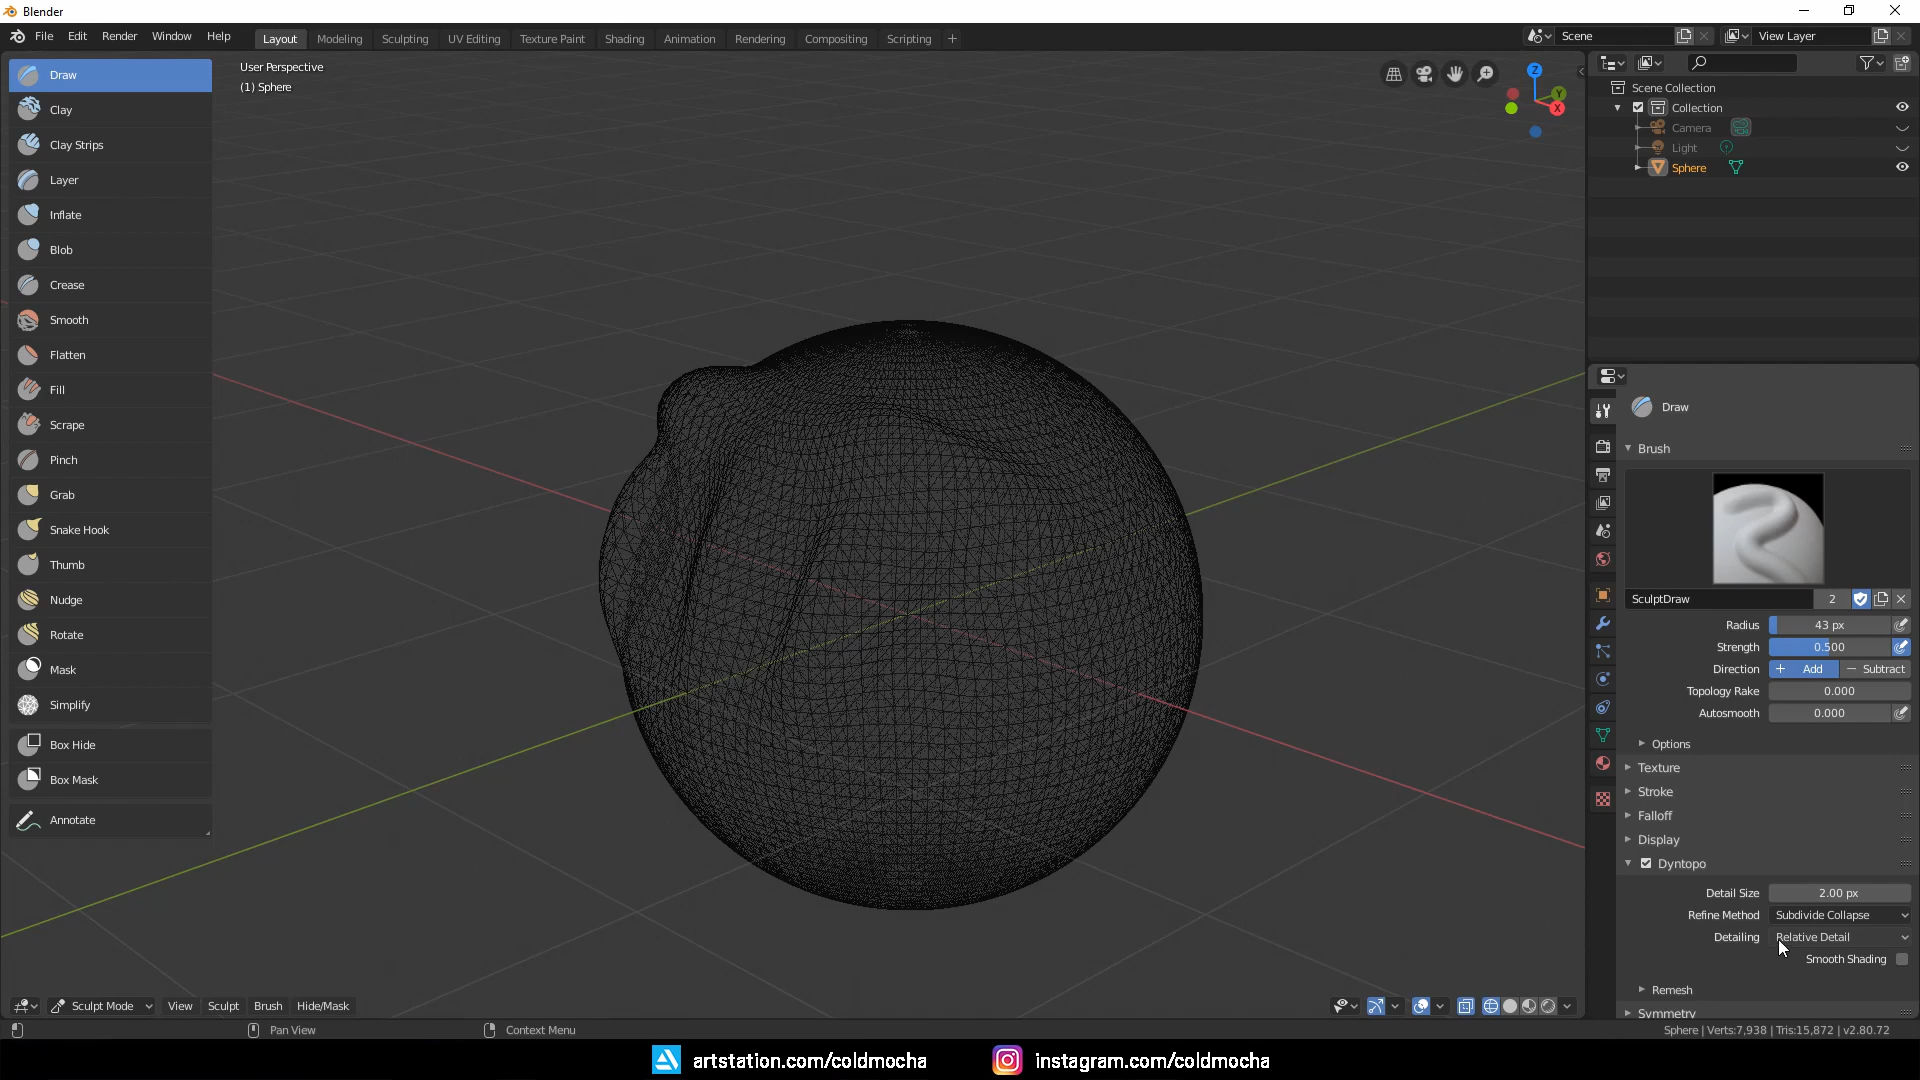 Blender
File Edit Render Window Help
Layout Modeling Sculpting UV Editing Texture Paint Shading Animation Rendering Compositing Scripting +
Scene
View Layer
Draw
Clay
Clay Strips
Layer
Inflate
Blob
Crease
Smooth
Flatten
Fill
Scrape
Pinch
Grab
Snake Hook
Thumb
Nudge
Rotate
Mask
Simplify
Box Hide
Box Mask
Annotate
User Perspective
(1) Sphere
Z
Y
X
Scene Collection
Collection
Camera
Light
Sphere
Draw
Brush
SculptDraw 2
Radius 43 px
Strength 0.500
Direction + Add − Subtract
Topology Rake 0.000
Autosmooth 0.000
Options
Texture
Stroke
Falloff
Display
Dyntopo
Detail Size 2.00 px
Refine Method Subdivide Collapse
Detailing Relative Detail
Smooth Shading
Remesh
Symmetry
Sculpt Mode View Sculpt Brush Hide/Mask
Pan View Context Menu
Sphere | Verts:7,938 | Tris:15,872 | v2.80.72
artstation.com/coldmocha
instagram.com/coldmocha